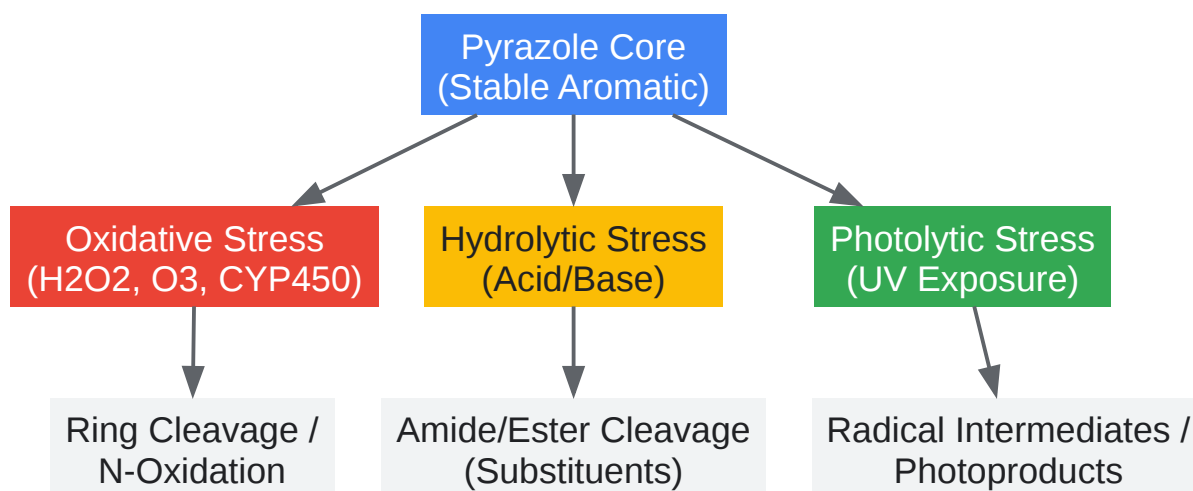 Pyrazole Core
(Stable Aromatic)
Oxidative Stress
(H2O2, O3, CYP450)
Hydrolytic Stress
(Acid/Base)
Photolytic Stress
(UV Exposure)
Ring Cleavage /
N-Oxidation
Amide/Ester Cleavage
(Substituents)
Radical Intermediates /
Photoproducts